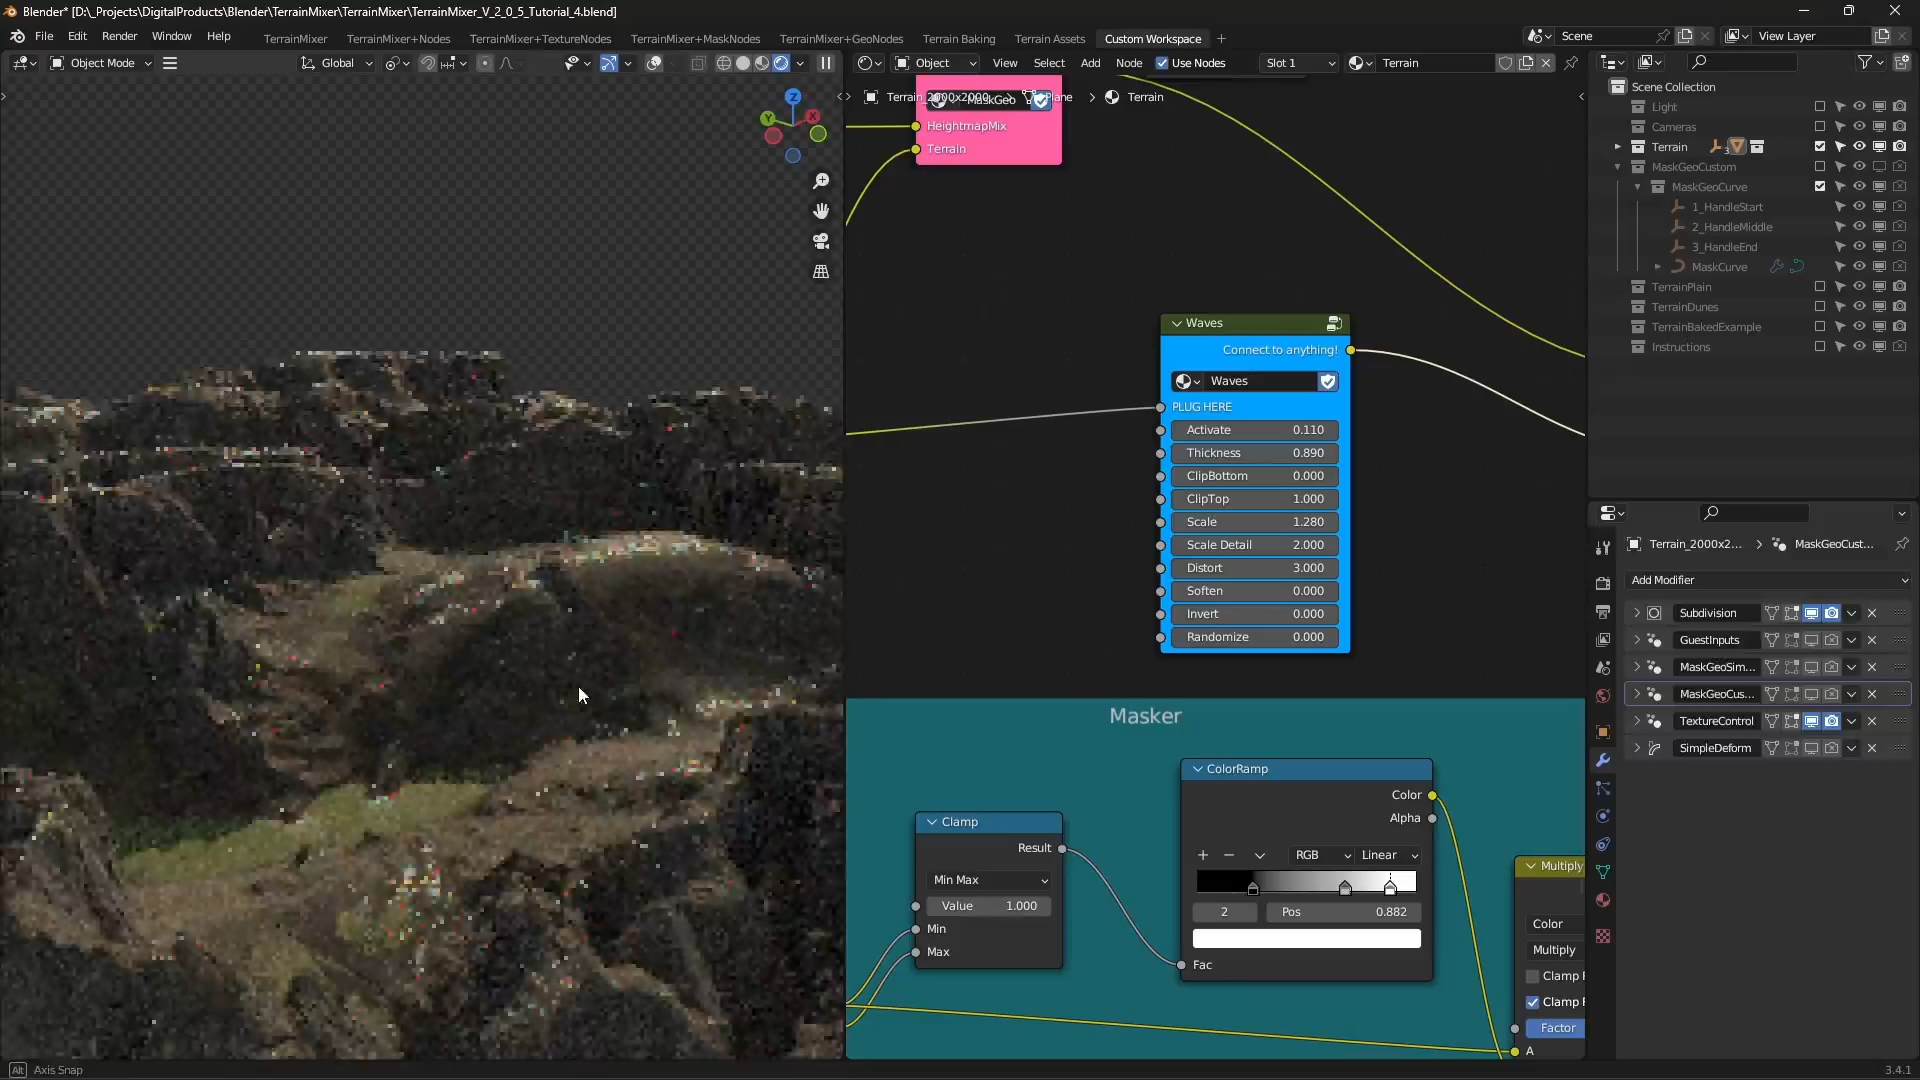 Blender* [D:\_Projects\DigitalProducts\Blender\TerrainMixer\TerrainMixer\TerrainMixer_V_2_0_5_Tutorial_4.blend]
File Edit Render Window Help TerrainMixer TerrainMixer+Nodes TerrainMixer+TextureNodes TerrainMixer+MaskNodes TerrainMixer+GeoNodes Terrain Baking Terrain Assets Custom Workspace + Scene View Layer
Object Mode Global Object View Select Add Node Use Nodes Slot 1 Terrain
Z
Y
X
Terrain_2000x2000 > Plane > Terrain
MaskGeo
HeightmapMix
Terrain
Waves
Connect to anything!
Waves
PLUG HERE
Activate 0.110
Thickness 0.890
ClipBottom 0.000
ClipTop 1.000
Scale 1.280
Scale Detail 2.000
Distort 3.000
Soften 0.000
Invert 0.000
Randomize 0.000
Masker
Clamp
Result
Min Max
Value 1.000
Min
Max
ColorRamp
Color
Alpha
RGB Linear
2 Pos 0.882
Fac
Multiply
Color
Multiply
Clamp F
Clamp F
Factor
A
Scene Collection
Light
Cameras
Terrain 3
MaskGeoCustom
MaskGeoCurve
1_HandleStart
2_HandleMiddle
3_HandleEnd
MaskCurve
TerrainPlain
TerrainDunes
TerrainBakedExample
Instructions
Terrain_2000x2... > MaskGeoCust...
Add Modifier
Subdivision
GuestInputs
MaskGeoSim...
MaskGeoCus...
TextureControl
SimpleDeform
Alt Axis Snap
3.4.1